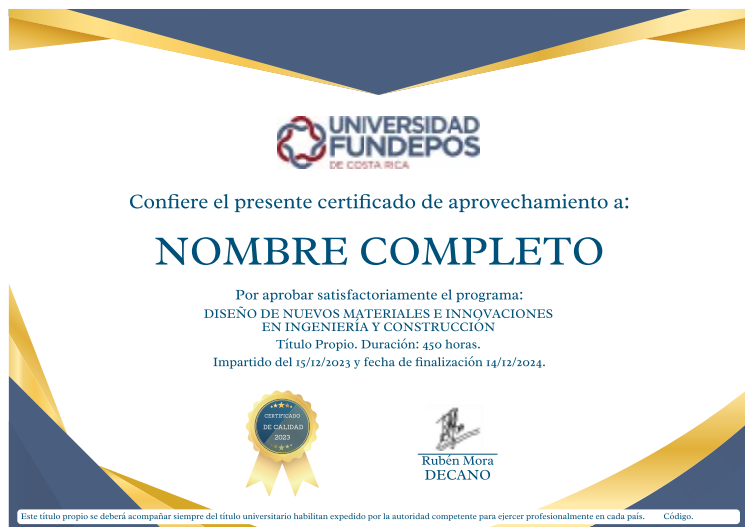 UNIVERSIDAD
FUNDEPOS
DE COSTA RICA
Confiere el presente certificado de aprovechamiento a:
NOMBRE COMPLETO
Por aprobar satisfactoriamente el programa:
DISEÑO DE NUEVOS MATERIALES E INNOVACIONES
EN INGENIERÍA Y CONSTRUCCIÓN
Título Propio. Duración: 450 horas.
Impartido del 15/12/2023 y fecha de finalización 14/12/2024.
CERTIFICADO
DE CALIDAD
2023
Rubén Mora
DECANO
Este título propio se deberá acompañar siempre del título universitario habilitan expedido por la autoridad competente para ejercer profesionalmente en cada país. Código.